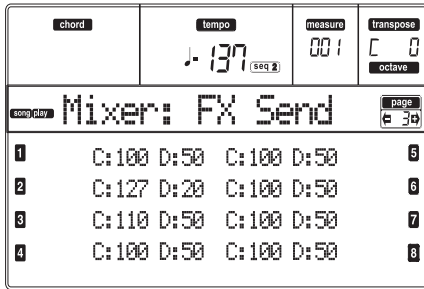 chord tempo measure transpose
♩- 137 seq 2 001 C 0
octave
song play Mixer: FX Send page 3
1 C:100 D:50 C:100 D:50 5
2 C:127 D:20 C:100 D:50 6
3 C:110 D:50 C:100 D:50 7
4 C:100 D:50 C:100 D:50 8